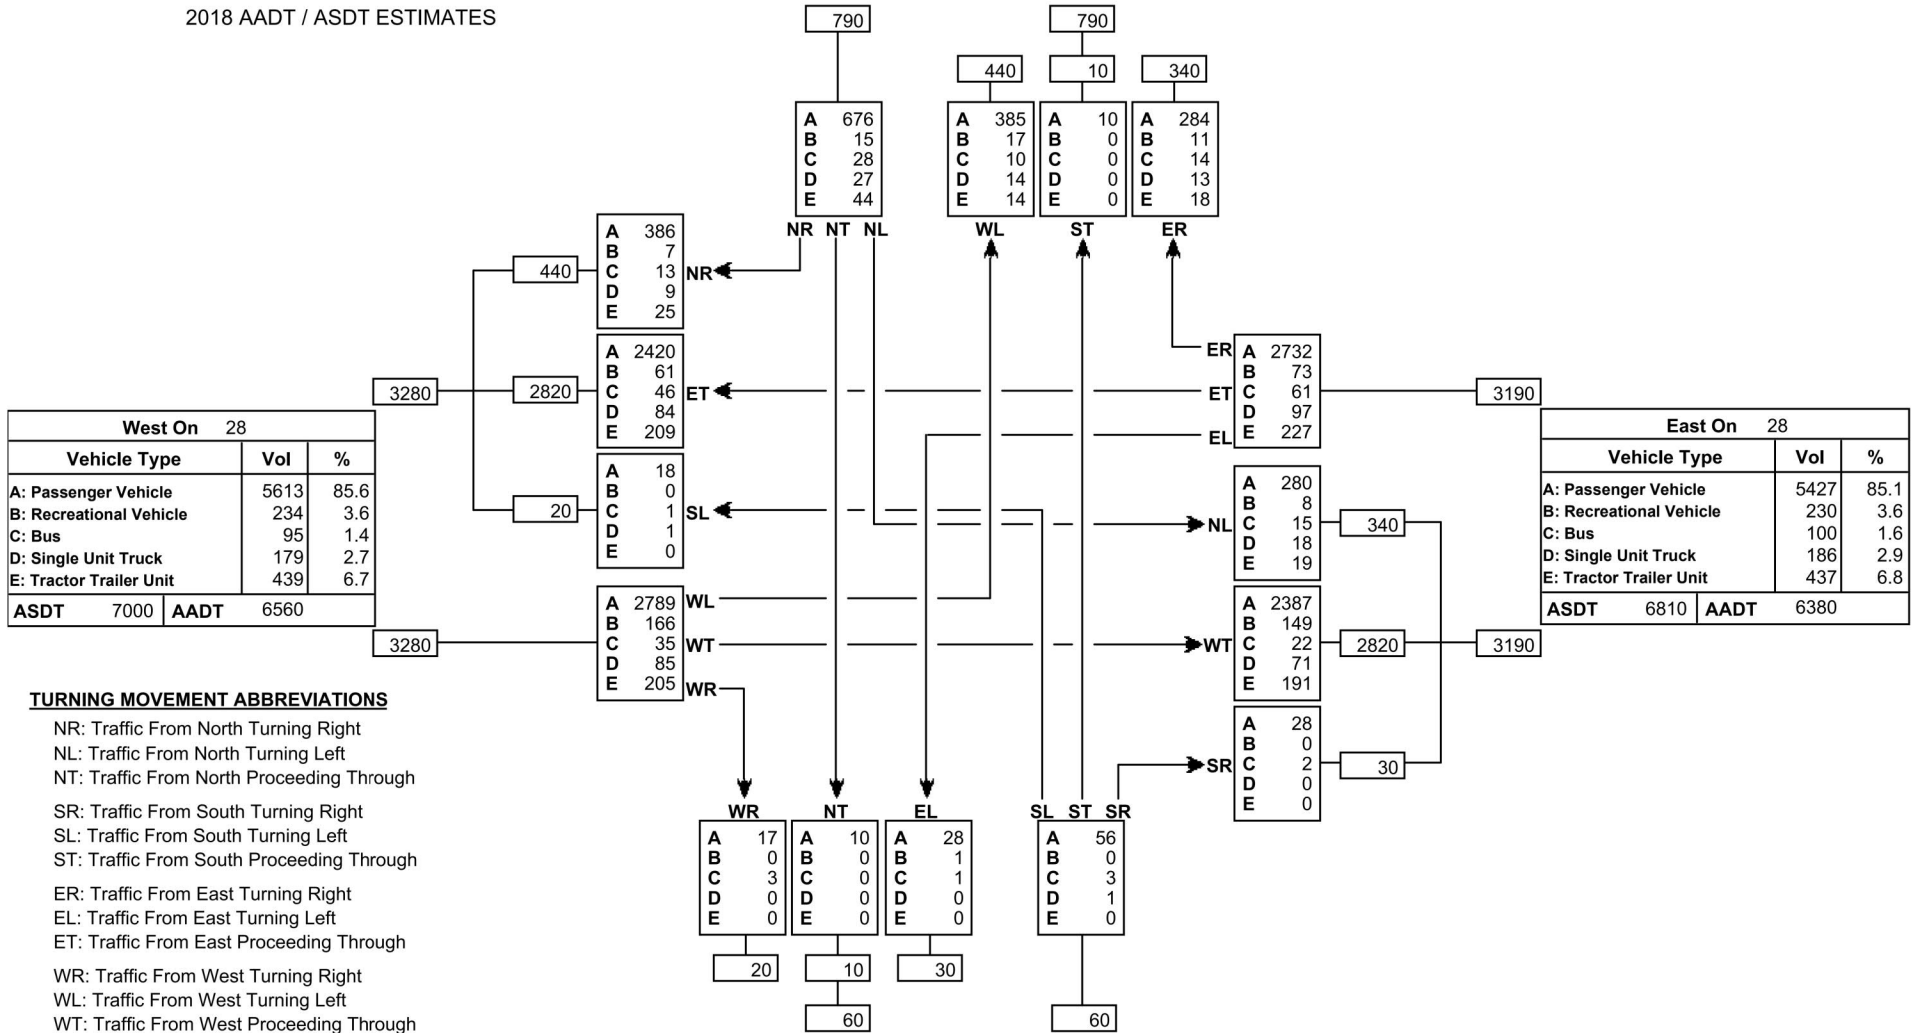 2018 AADT / ASDT ESTIMATES
790
790
440
10
340
A 676
B 15
C 28
D 27
E 44
A 385
B 17
C 10
D 14
E 14
A 10
B 0
C 0
D 0
E 0
A 284
B 11
C 14
D 13
E 18
NR NT NL
WL
ST
ER
440
A 386
B 7
C 13
D 9
E 25
NR
3280
2820
A 2420
B 61
C 46
D 84
E 209
ET
20
A 18
B 0
C 1
D 1
E 0
SL
ER
ET
EL
A 2732
B 73
C 61
D 97
E 227
3190
NL
A 280
B 8
C 15
D 18
E 19
340
West On 28
Vehicle Type Vol %
A: Passenger Vehicle 5613 85.6
B: Recreational Vehicle 234 3.6
C: Bus 95 1.4
D: Single Unit Truck 179 2.7
E: Tractor Trailer Unit 439 6.7
ASDT 7000 AADT 6560
East On 28
Vehicle Type Vol %
A: Passenger Vehicle 5427 85.1
B: Recreational Vehicle 230 3.6
C: Bus 100 1.6
D: Single Unit Truck 186 2.9
E: Tractor Trailer Unit 437 6.8
ASDT 6810 AADT 6380
3280
A 2789
B 166
C 35
D 85
E 205
WL
WT
WR
WT
A 2387
B 149
C 22
D 71
E 191
2820
3190
SR
A 28
B 0
C 2
D 0
E 0
30
TURNING MOVEMENT ABBREVIATIONS
NR: Traffic From North Turning Right
NL: Traffic From North Turning Left
NT: Traffic From North Proceeding Through
SR: Traffic From South Turning Right
SL: Traffic From South Turning Left
ST: Traffic From South Proceeding Through
ER: Traffic From East Turning Right
EL: Traffic From East Turning Left
ET: Traffic From East Proceeding Through
WR: Traffic From West Turning Right
WL: Traffic From West Turning Left
WT: Traffic From West Proceeding Through
WR
NT
EL
SL ST SR
A 17
B 0
C 3
D 0
E 0
A 10
B 0
C 0
D 0
E 0
A 28
B 1
C 1
D 0
E 0
A 56
B 0
C 3
D 1
E 0
20
10
30
60
60